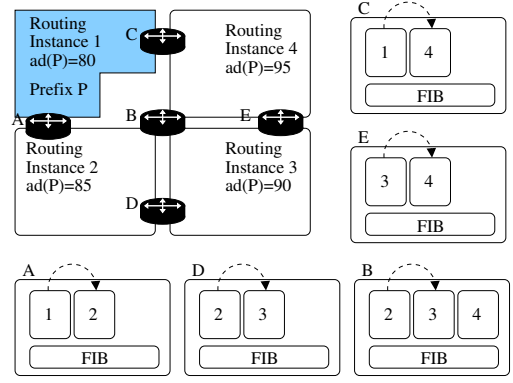 Routing
Instance 1
ad(P)=80
Prefix P
C
Routing
Instance 4
ad(P)=95
A
B
E
Routing
Instance 2
ad(P)=85
Routing
Instance 3
ad(P)=90
D
C
1 4
FIB
E
3 4
FIB
A
1 2
FIB
D
2 3
FIB
B
2 3 4
FIB